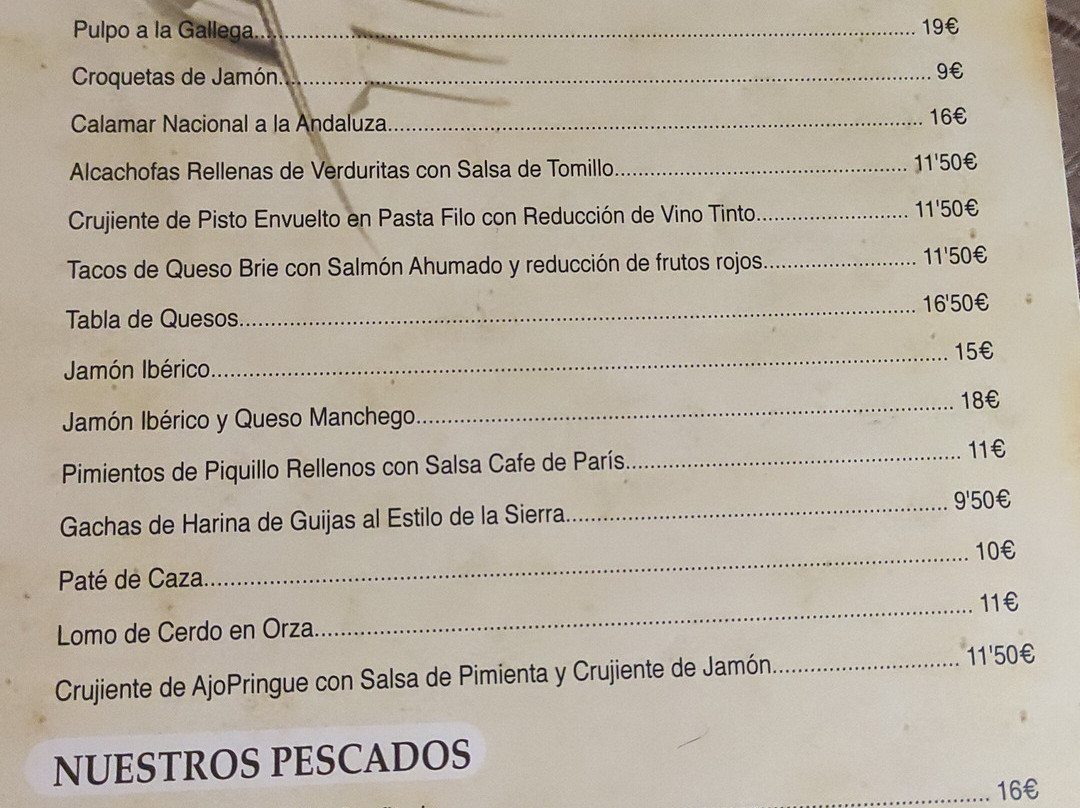 Pulpo a la Gallega.......... 19€
Croquetas de Jamón.......... 9€
Calamar Nacional a la Andaluza.......... 16€
Alcachofas Rellenas de Verduritas con Salsa de Tomillo.......... 11'50€
Crujiente de Pisto Envuelto en Pasta Filo con Reducción de Vino Tinto.......... 11'50€
Tacos de Queso Brie con Salmón Ahumado y reducción de frutos rojos.......... 11'50€
Tabla de Quesos.......... 16'50€
Jamón Ibérico.......... 15€
Jamón Ibérico y Queso Manchego.......... 18€
Pimientos de Piquillo Rellenos con Salsa Cafe de París.......... 11€
Gachas de Harina de Guijas al Estilo de la Sierra.......... 9'50€
Paté de Caza.......... 10€
Lomo de Cerdo en Orza.......... 11€
Crujiente de AjoPringue con Salsa de Pimienta y Crujiente de Jamón.......... 11'50€
NUESTROS PESCADOS
.......... 16€